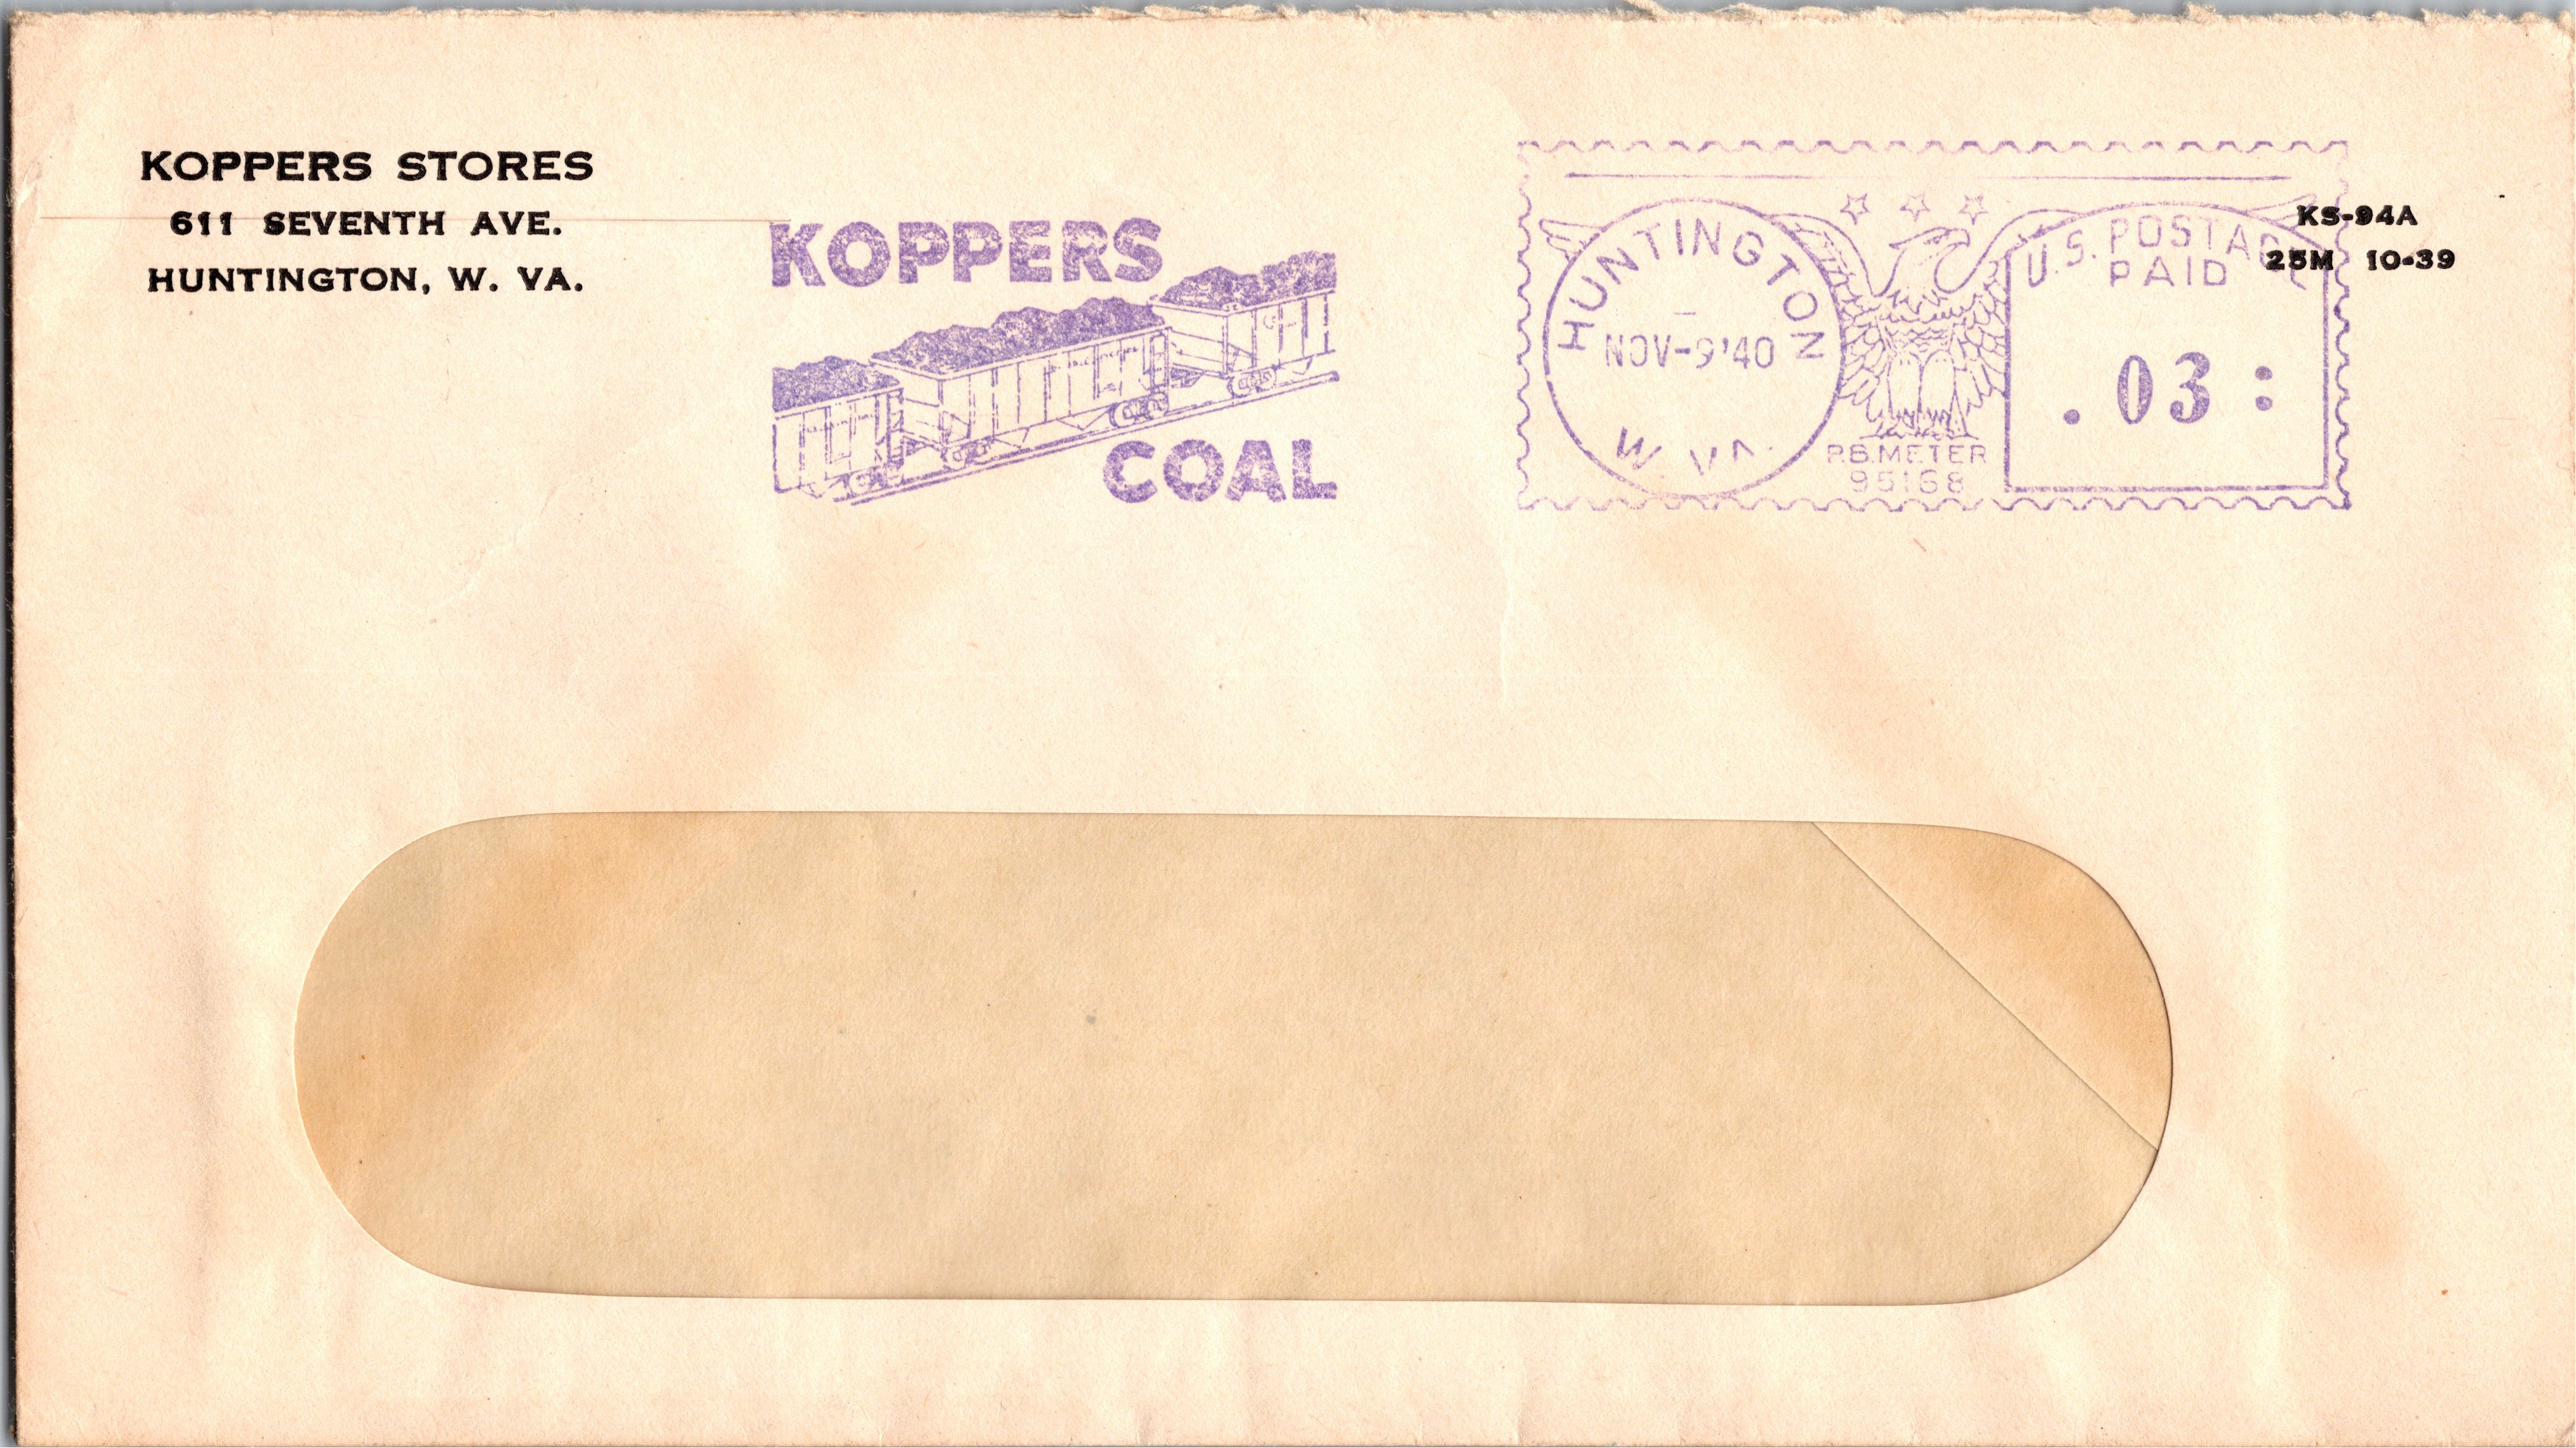 KOPPERS STORES
611 SEVENTH AVE.
HUNTINGTON, W. VA.
KOPPERS
COAL
HUNTINGTON
NOV-9'40
W. VA.
P.B. METER
95168
U.S. POSTAGE
PAID
.03:
KS-94A
25M 10-39